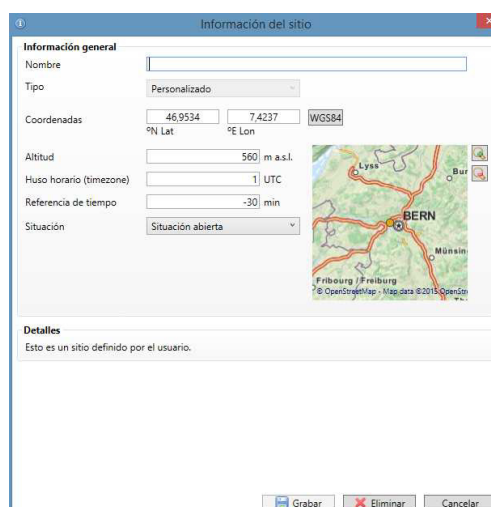 Información del sitio
Información general
Nombre
Tipo
Personalizado
Coordenadas
46,9534
7,4237
WGS84
ºN Lat
ºE Lon
Altitud
560 m a.s.l.
Huso horario (timezone)
1 UTC
Referencia de tiempo
-30 min
Situación
Situación abierta
Lyss
Bur
BERN
Münsin
Fribourg / Freiburg
© OpenStreetMap - Map data ©2015 OpenStr
Detalles
Esto es un sitio definido por el usuario.
Grabar
Eliminar
Cancelar